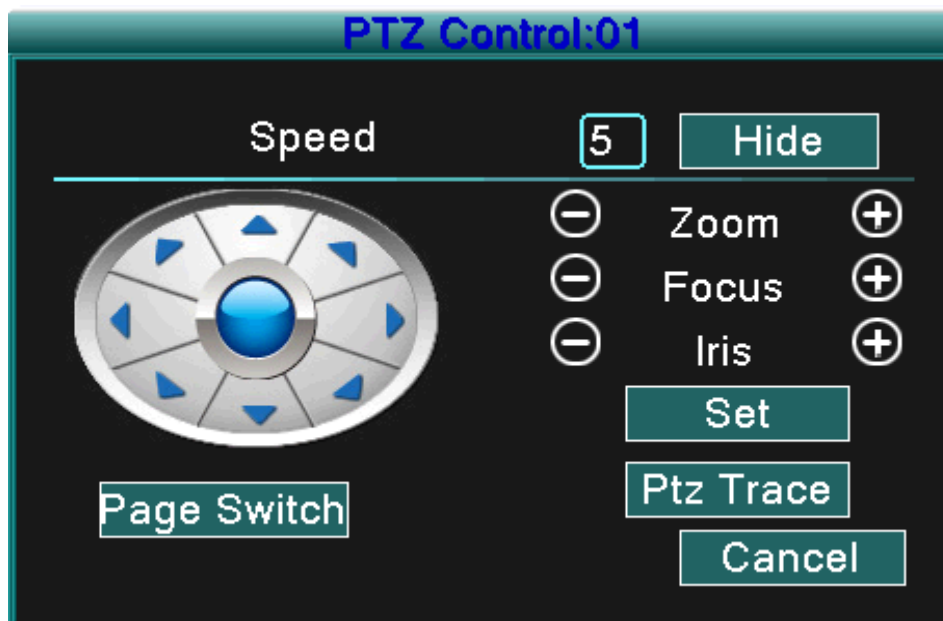 PTZ Control:01
Speed 5 Hide
Zoom
Focus
Iris
Set
Page Switch
Ptz Trace
Cancel